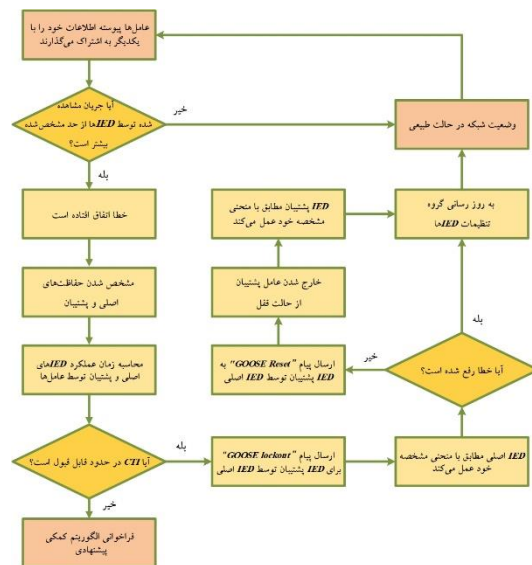 عامل‌ها پیوسته اطلاعات خود را با
یکدیگر به اشتراک می‌گذارند
آیا جریان مشاهده
شده توسط IEDها از حد مشخص‌شده
بیشتر است؟
خیر
وضعیت شبکه در حالت طبیعی
بله
خطا اتفاق افتاده است
IED پشتیبان مطابق با منحنی
مشخصه خود عمل می‌کند
به روز رسانی گروه
تنظیمات IEDها
مشخص شدن حفاظت‌های
اصلی و پشتیبان
خارج شدن عامل پشتیبان
از حالت قفل
بله
محاسبه زمان عملکرد IEDهای
اصلی و پشتیبان توسط عامل‌ها
ارسال پیام "GOOSE Reset" به
IED پشتیبان توسط IED اصلی
خیر
آیا خطا رفع شده است؟
آیا CTI در حدود قابل قبول است؟
بله
ارسال پیام "GOOSE lockout"
برای IED پشتیبان توسط IED اصلی
IED اصلی مطابق با منحنی مشخصه
خود عمل می‌کند
خیر
فراخوانی الگوریتم کمکی
پیشنهادی